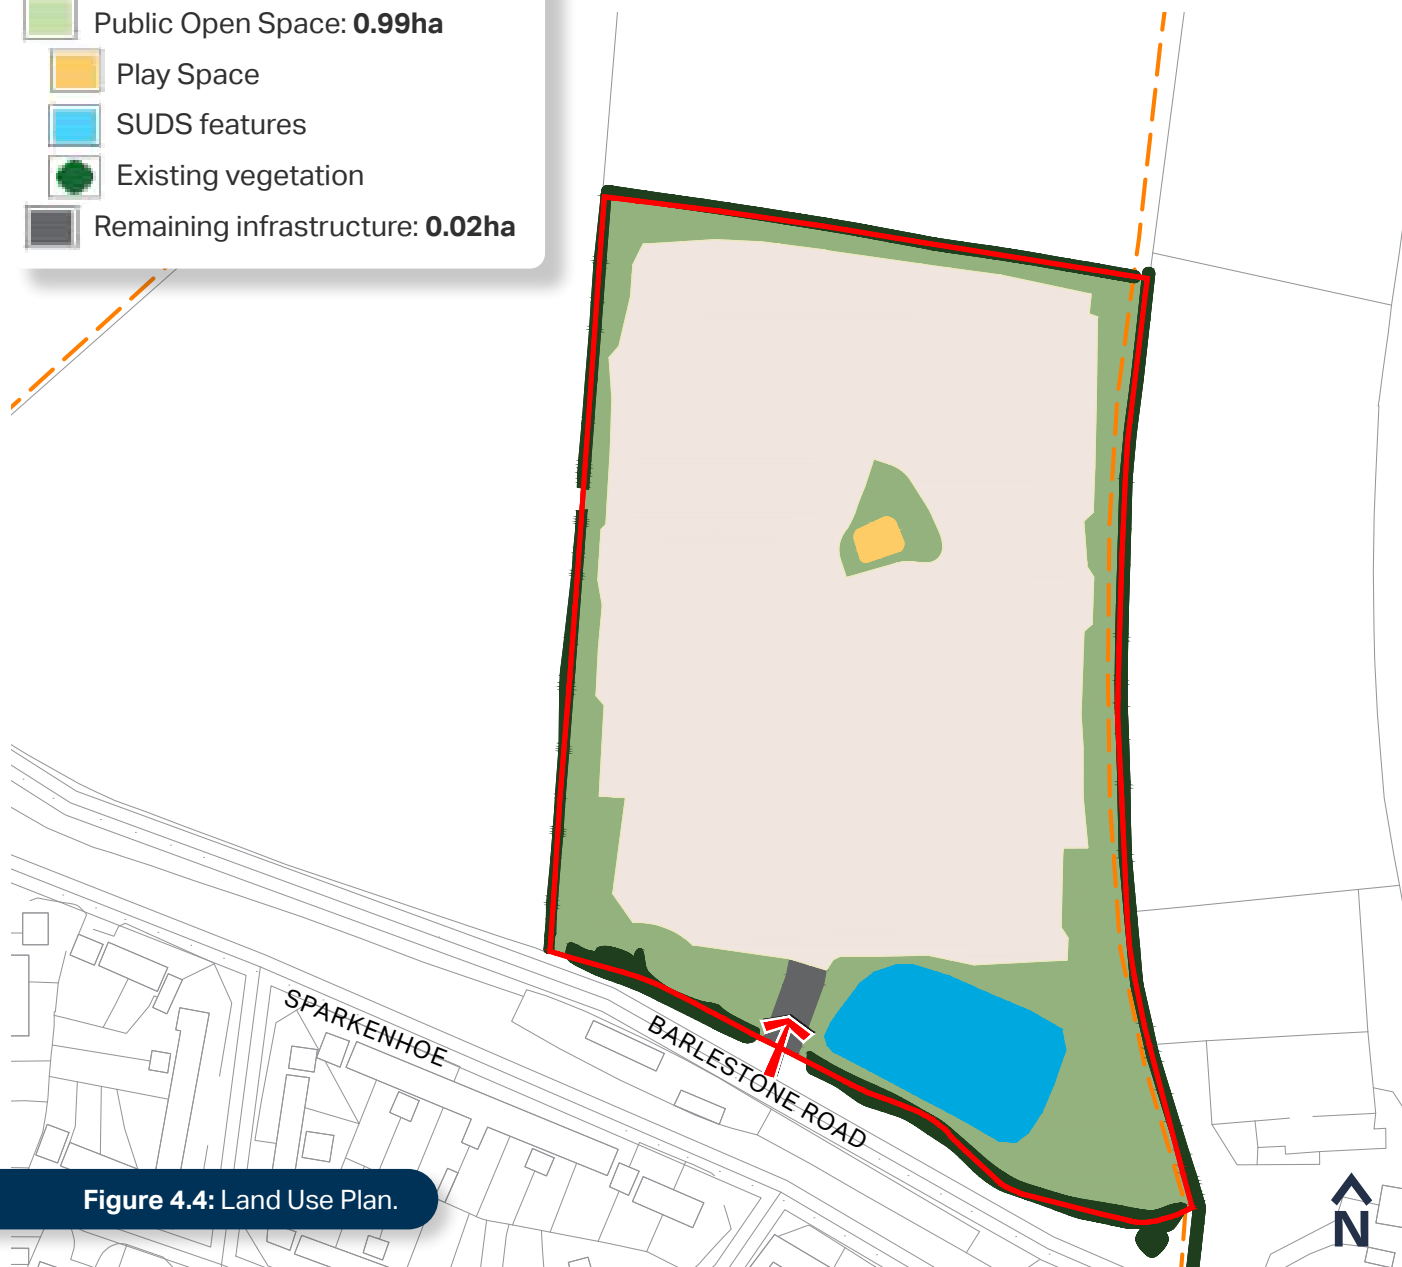 Public Open Space: 0.99ha
Play Space
SUDS features
Existing vegetation
Remaining infrastructure: 0.02ha
SPARKENHOE
BARLESTONE ROAD
Figure 4.4: Land Use Plan.
N